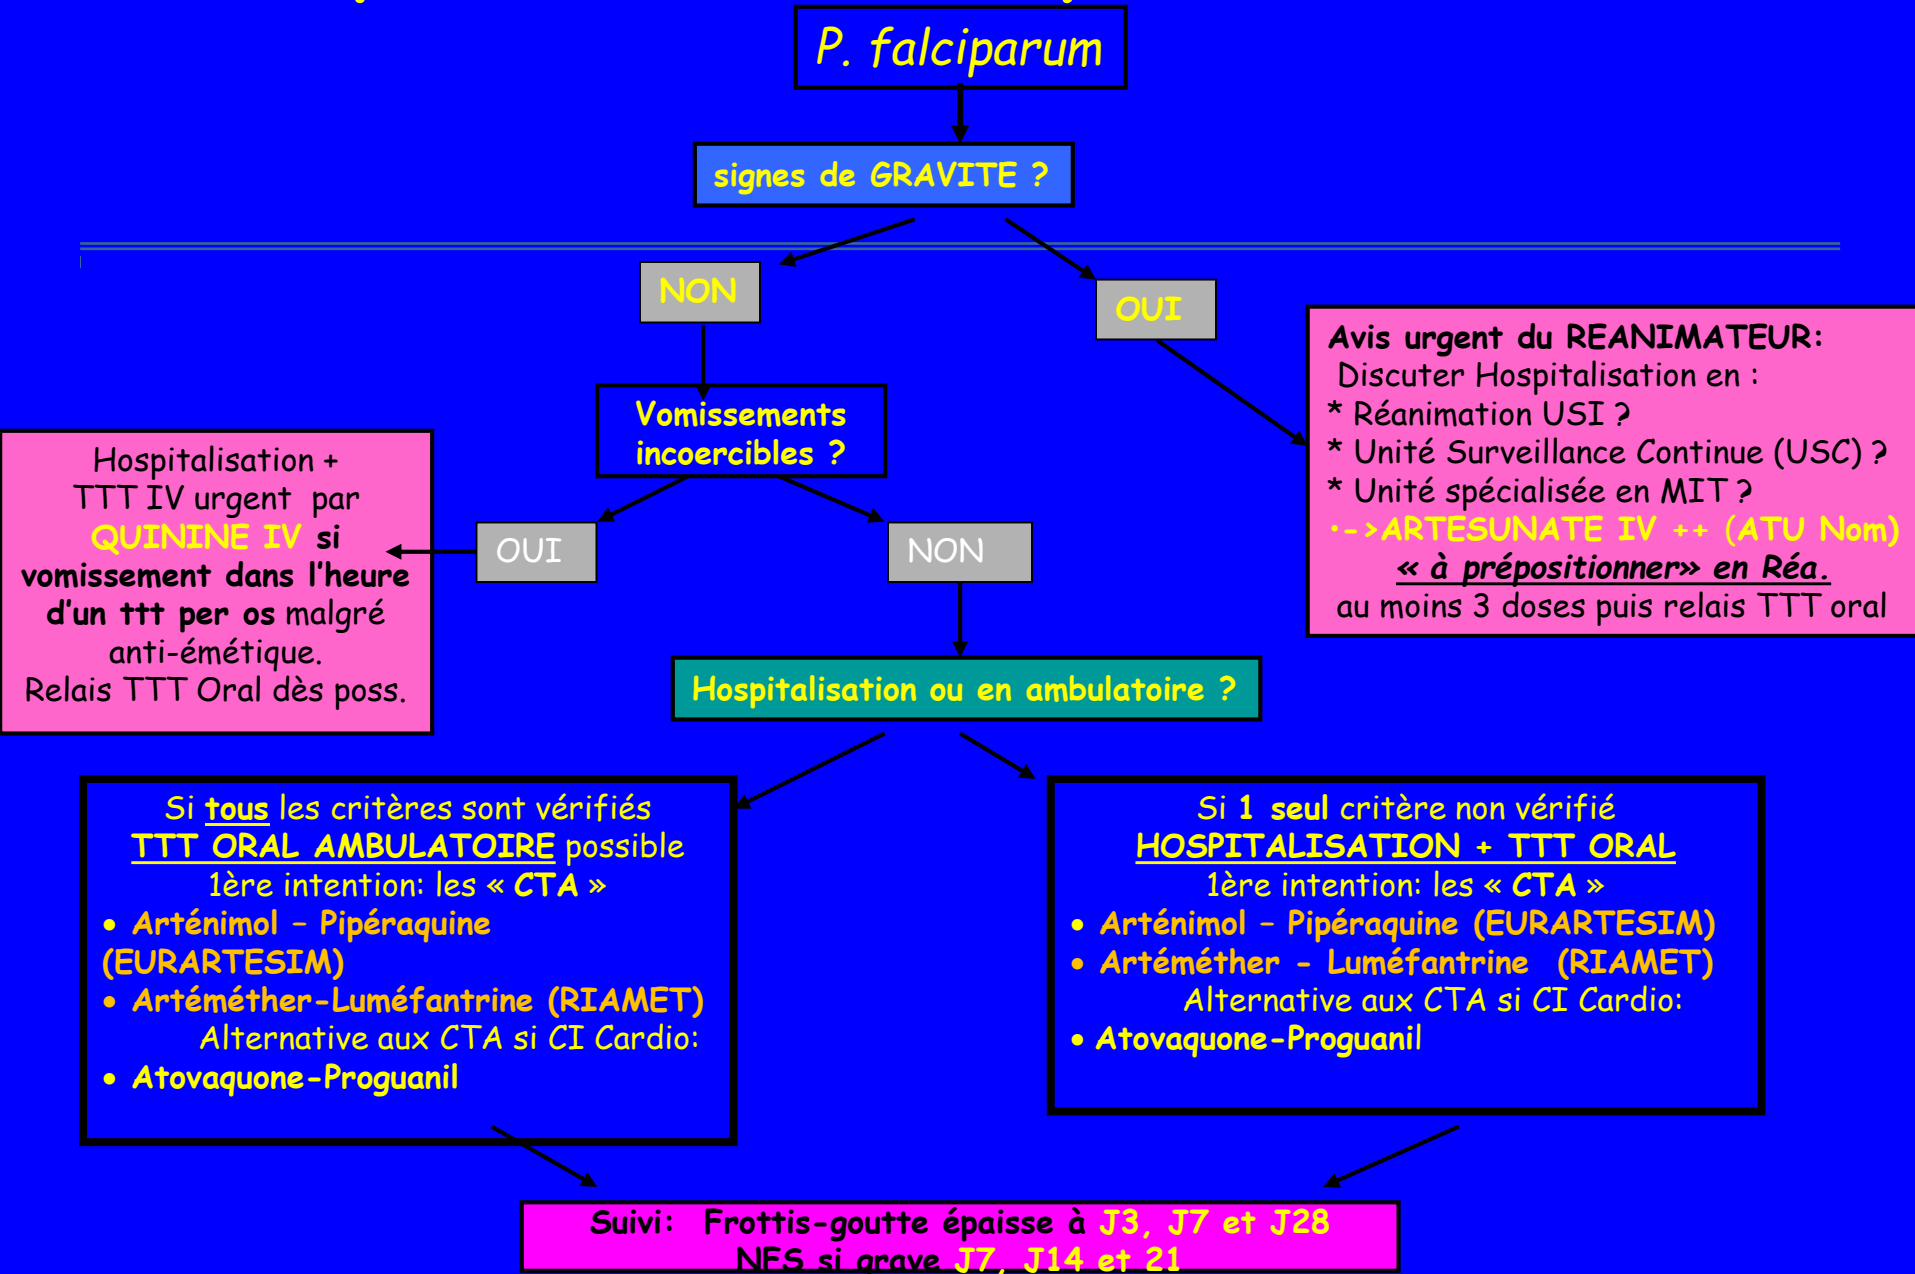 P. falciparum
signes de GRAVITE ?
NON
OUI
Avis urgent du REANIMATEUR:
Discuter Hospitalisation en :
* Réanimation USI ?
* Unité Surveillance Continue (USC) ?
* Unité spécialisée en MIT ?
•->ARTESUNATE IV ++ (ATU Nom)
« à prépositionner» en Réa.
au moins 3 doses puis relais TTT oral
Vomissements
incoercibles ?
Hospitalisation +
TTT IV urgent par
QUININE IV si
vomissement dans l'heure
d'un ttt per os malgré
anti-émétique.
Relais TTT Oral dès poss.
OUI
NON
Hospitalisation ou en ambulatoire ?
Si tous les critères sont vérifiés
TTT ORAL AMBULATOIRE possible
1ère intention: les « CTA »
• Arténimol – Pipéraquine
(EURARTESIM)
• Artéméther-Luméfantrine (RIAMET)
Alternative aux CTA si CI Cardio:
• Atovaquone-Proguanil
Si 1 seul critère non vérifié
HOSPITALISATION + TTT ORAL
1ère intention: les « CTA »
• Arténimol – Pipéraquine (EURARTESIM)
• Artéméther - Luméfantrine (RIAMET)
Alternative aux CTA si CI Cardio:
• Atovaquone-Proguanil
Suivi: Frottis-goutte épaisse à J3, J7 et J28
NFS si grave J7, J14 et 21